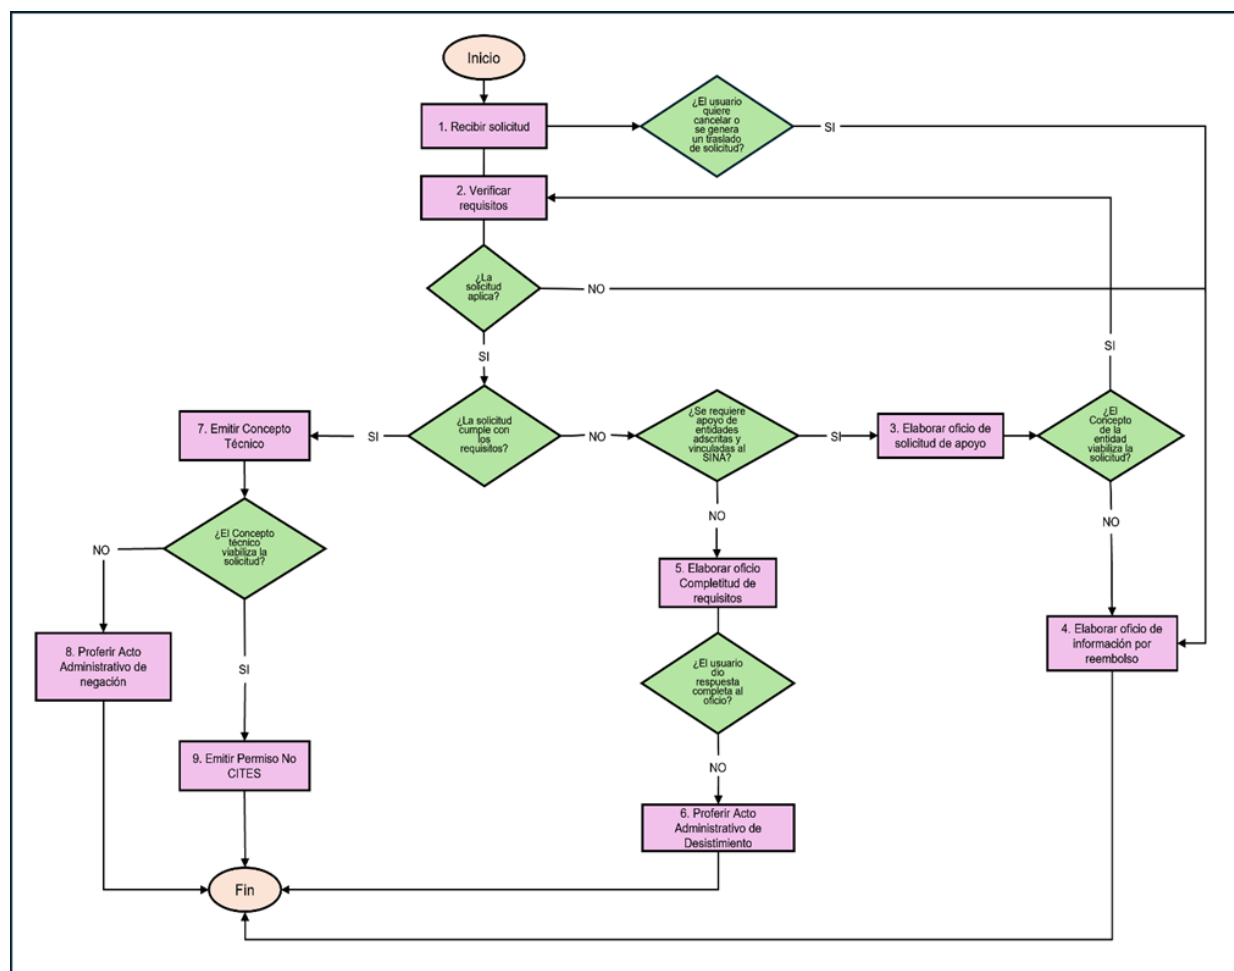 Inicio
1. Recibir solicitud
¿El usuario
quiere
cancelar o
se genera
un traslado
de solicitud?
SI
2. Verificar
requisitos
¿La
solicitud
aplica?
NO
SI
SI
¿La solicitud
cumple con
los
requisitos?
SI
NO
¿Se requiere
apoyo de
entidades
adscritas y
vinculadas al
SINA?
SI
3. Elaborar oficio de
solicitud de apoyo
¿El
Concepto
de la
entidad
viabiliza la
solicitud?
7. Emitir Concepto
Técnico
NO
NO
¿El Concepto
técnico
viabiliza la
solicitud?
NO
5. Elaborar oficio
Completitud de
requisitos
4. Elaborar oficio de
información por
reembolso
8. Proferir Acto
Administrativo de
negación
SI
¿El usuario
dio
respuesta
completa al
oficio?
9. Emitir Permiso No
CITES
NO
6. Proferir Acto
Administrativo de
Desistimiento
Fin